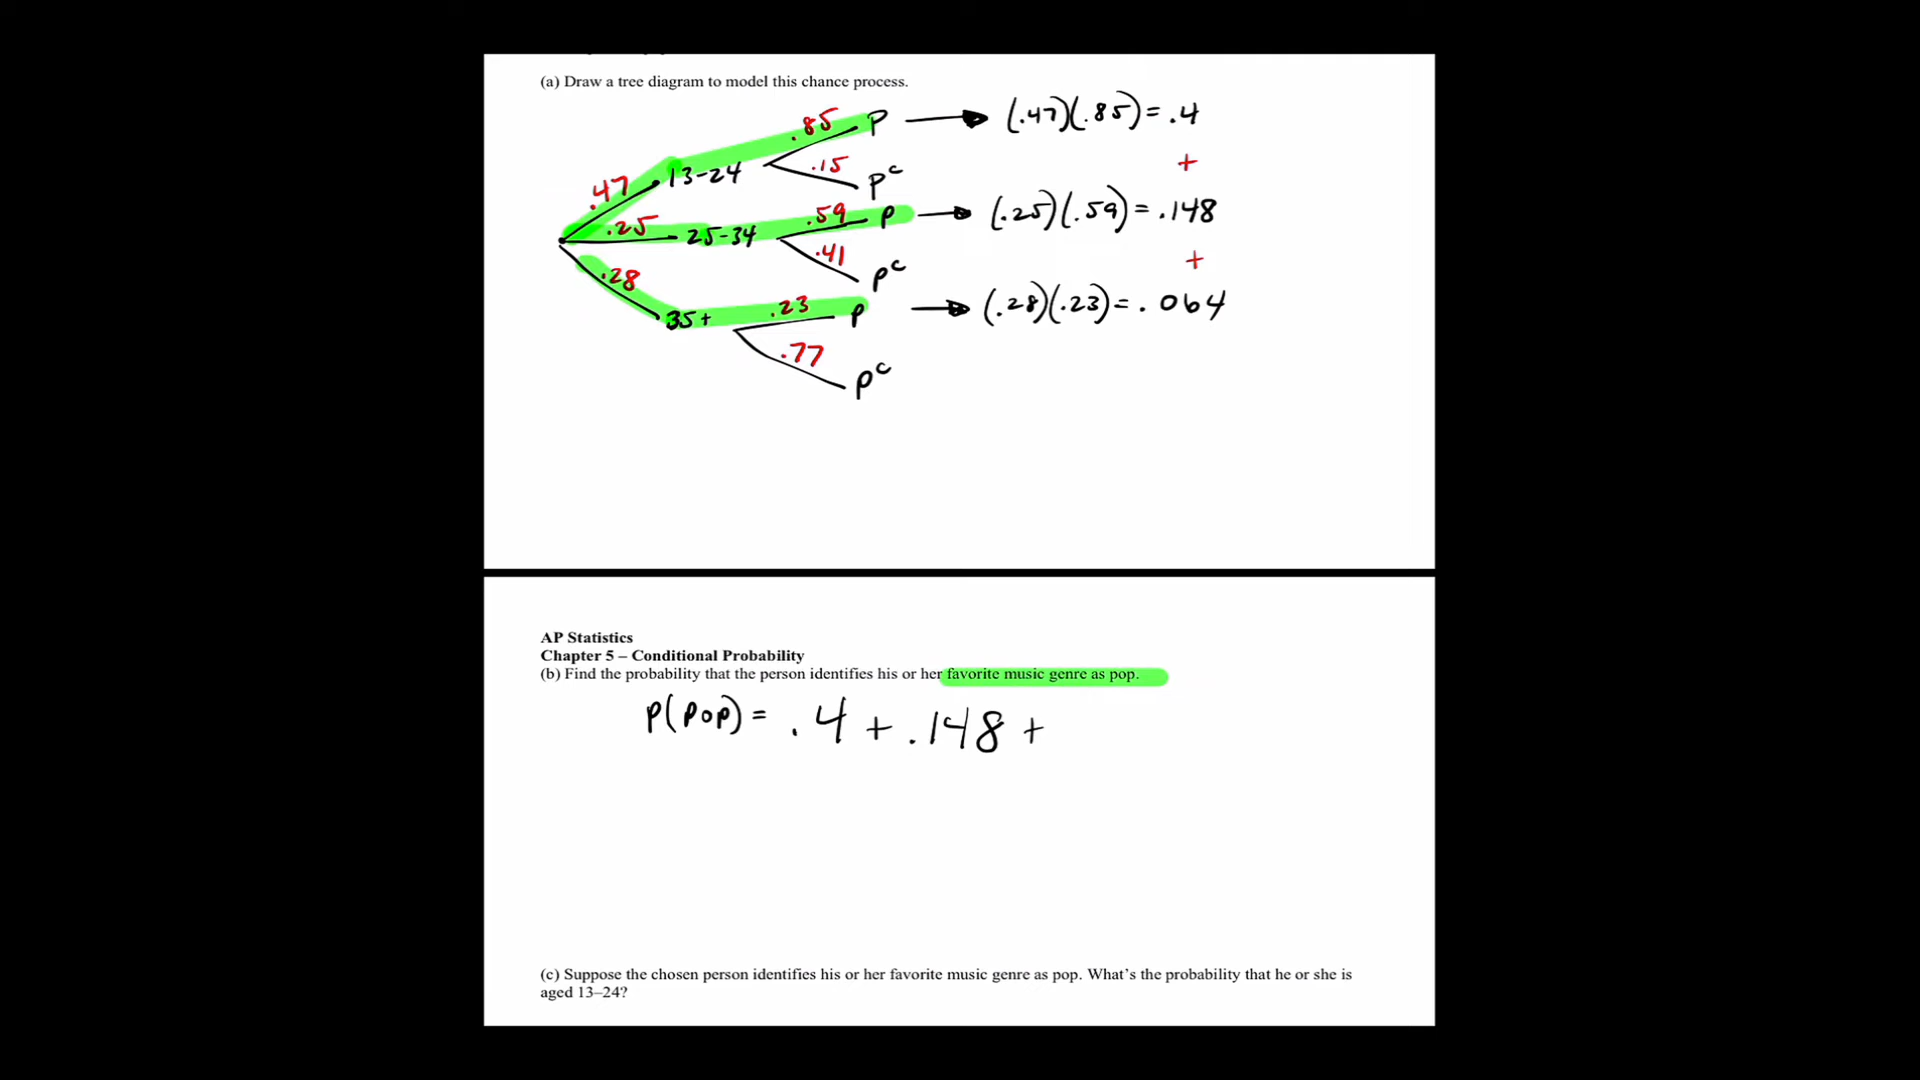 (a) Draw a tree diagram to model this chance process.
.85 P → (.47)(.85) = .4
.47 13-24 .15 Pᶜ
+
.25 25-34 .59 P → (.25)(.59) = .148
.41 Pᶜ
+
.28 35+ .23 P → (.28)(.23) = .064
.77 Pᶜ
AP Statistics
Chapter 5 – Conditional Probability
(b) Find the probability that the person identifies his or her favorite music genre as pop.
P(POP) = .4 + .148 +
(c) Suppose the chosen person identifies his or her favorite music genre as pop. What’s the probability that he or she is
aged 13–24?